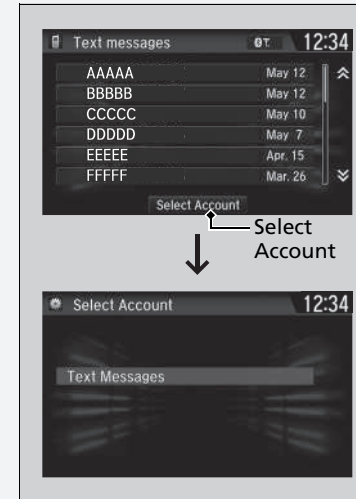 Text messages 12:34
AAAAA May 12
BBBBB May 12
CCCCC May 10
DDDDD May 7
EEEEE Apr. 15
FFFFF Mar. 26
Select Account
Select
Account
Select Account 12:34
Text Messages